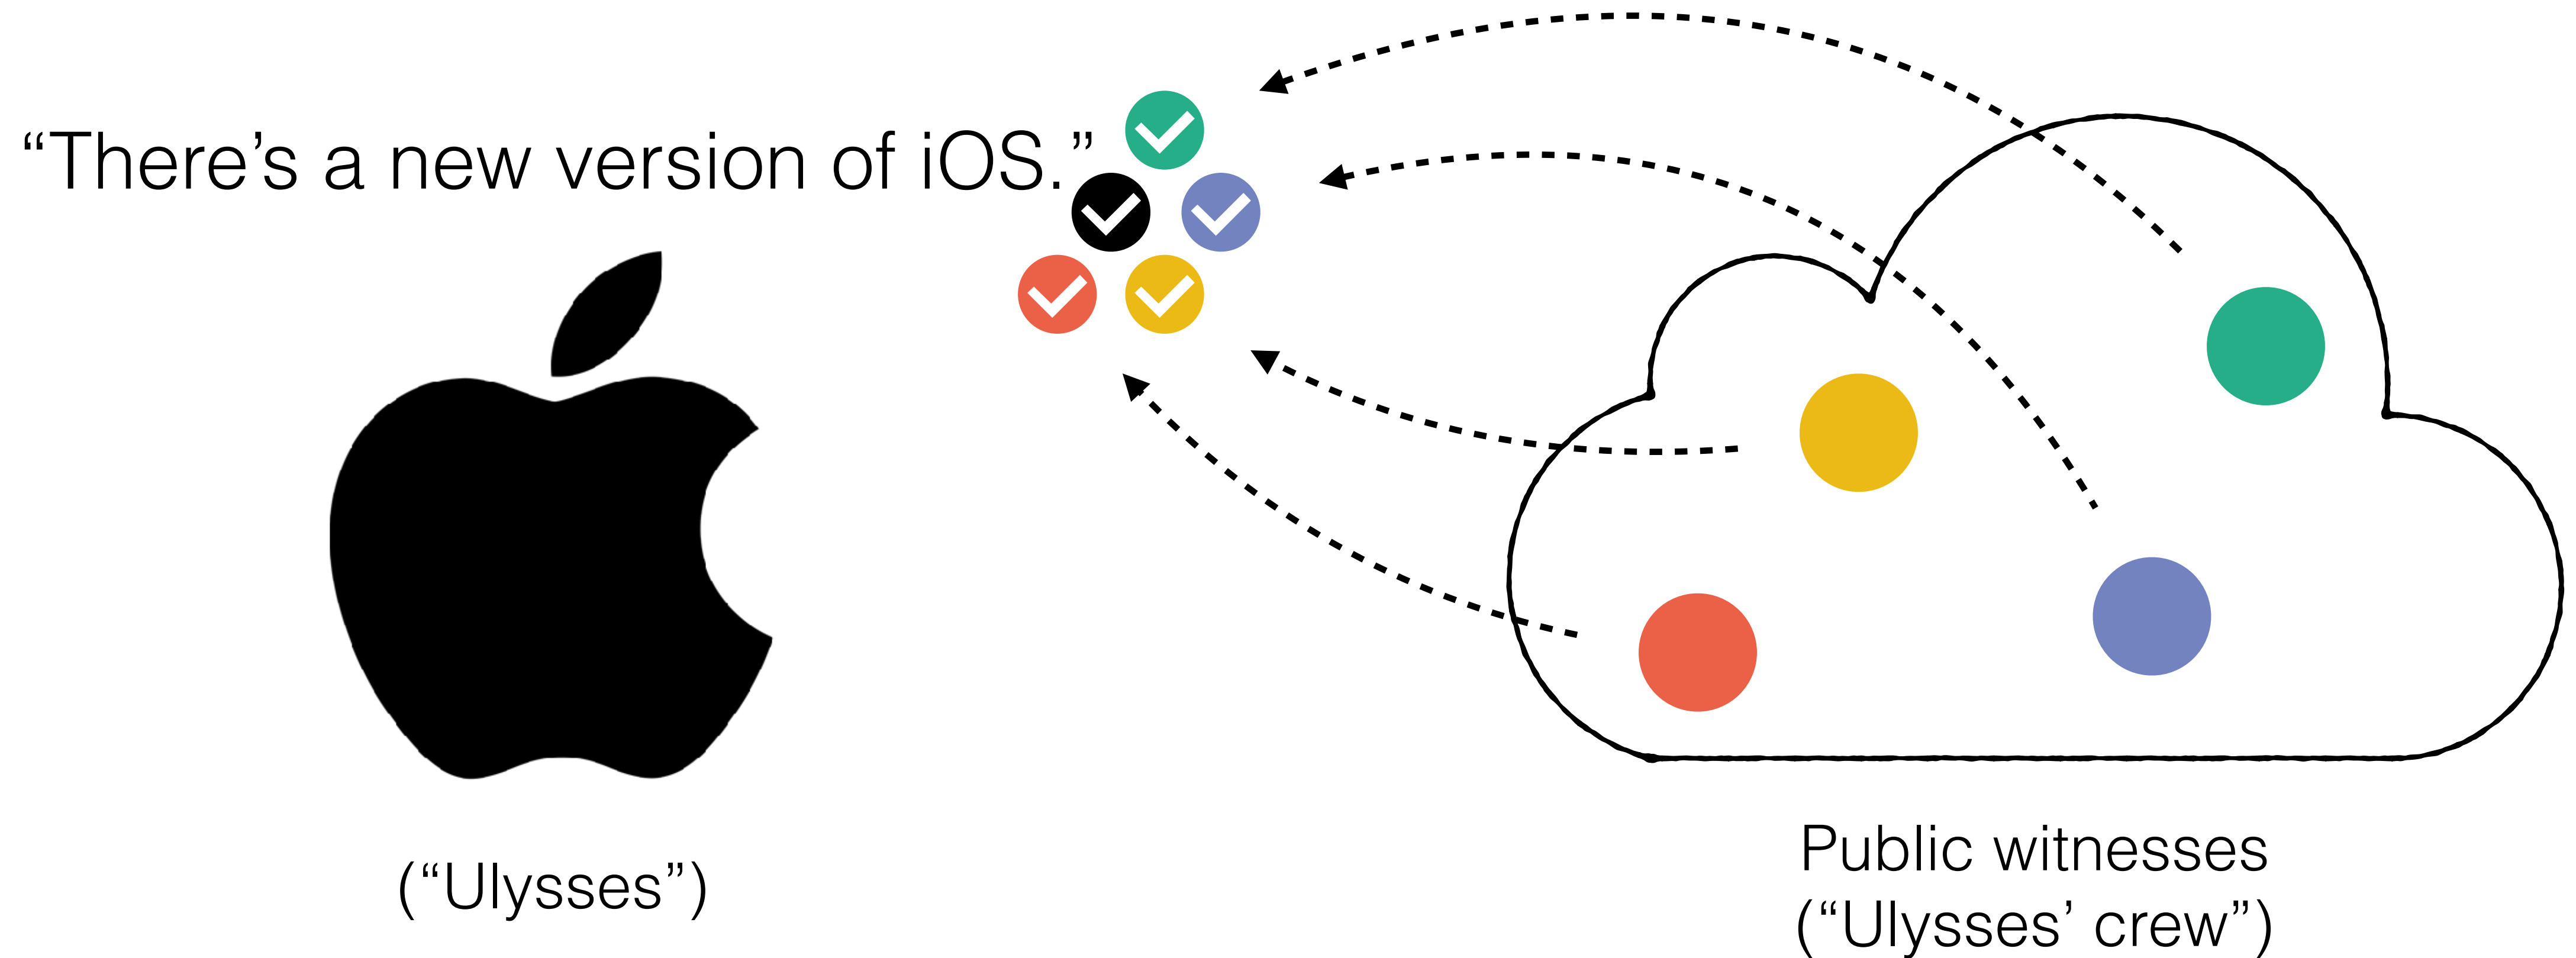 “There’s a new version of iOS.”
(“Ulysses”)
Public witnesses
(“Ulysses’ crew”)